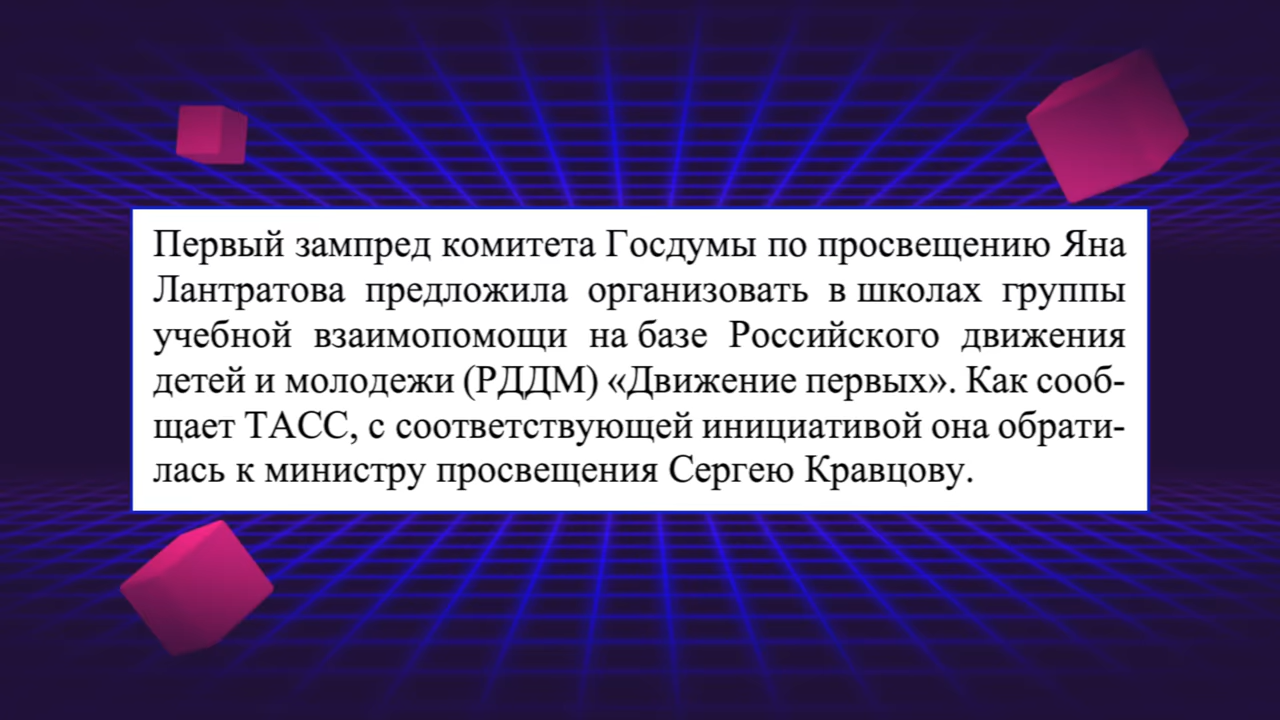 Первый зампред комитета Госдумы по просвещению Яна
Лантратова предложила организовать в школах группы
учебной взаимопомощи на базе Российского движения
детей и молодежи (РДДМ) «Движение первых». Как сооб-
щает ТАСС, с соответствующей инициативой она обрати-
лась к министру просвещения Сергею Кравцову.